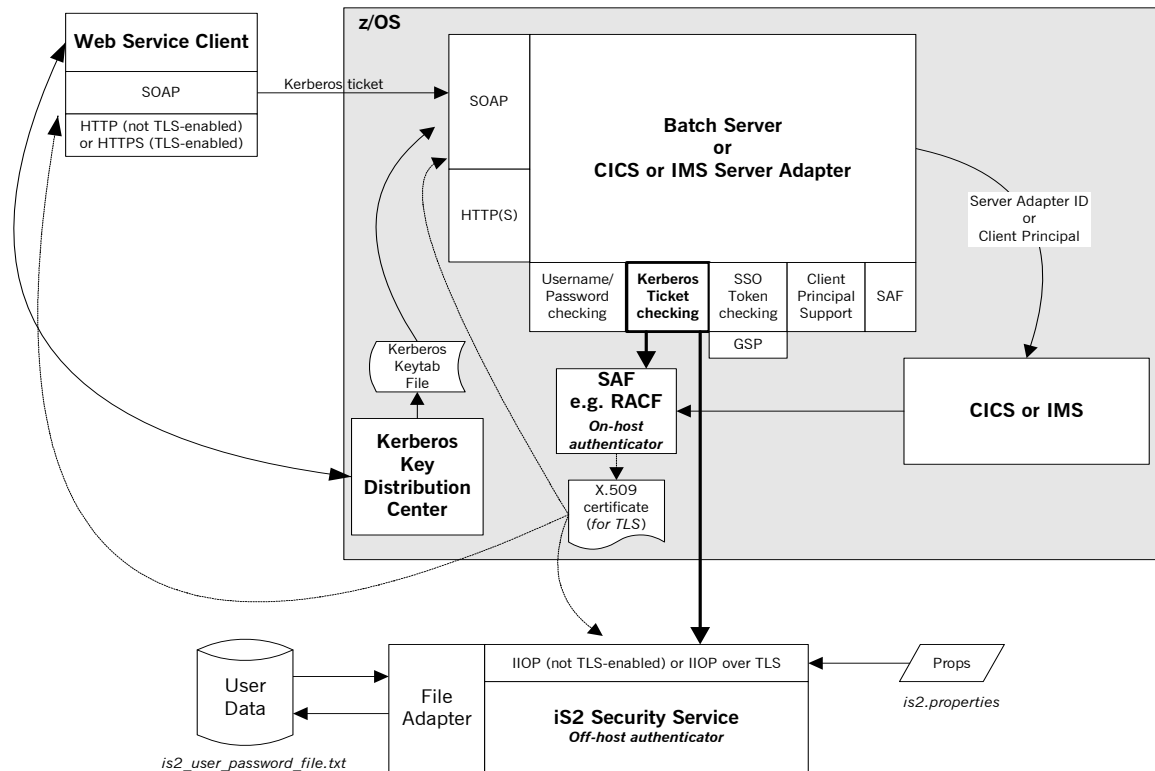 z/OS
Web Service Client
SOAP
HTTP (not TLS-enabled)
or HTTPS (TLS-enabled)
Kerberos ticket
SOAP
HTTP(S)
Batch Server
or
CICS or IMS Server Adapter
Server Adapter ID
or
Client Principal
Username/
Password
checking
Kerberos
Ticket
checking
SSO
Token
checking
Client
Principal
Support
SAF
GSP
Kerberos
Keytab
File
SAF
e.g. RACF
On-host
authenticator
CICS or IMS
Kerberos
Key
Distribution
Center
X.509
certificate
(for TLS)
User
Data
is2_user_password_file.txt
File
Adapter
IIOP (not TLS-enabled) or IIOP over TLS
iS2 Security Service
Off-host authenticator
Props
is2.properties